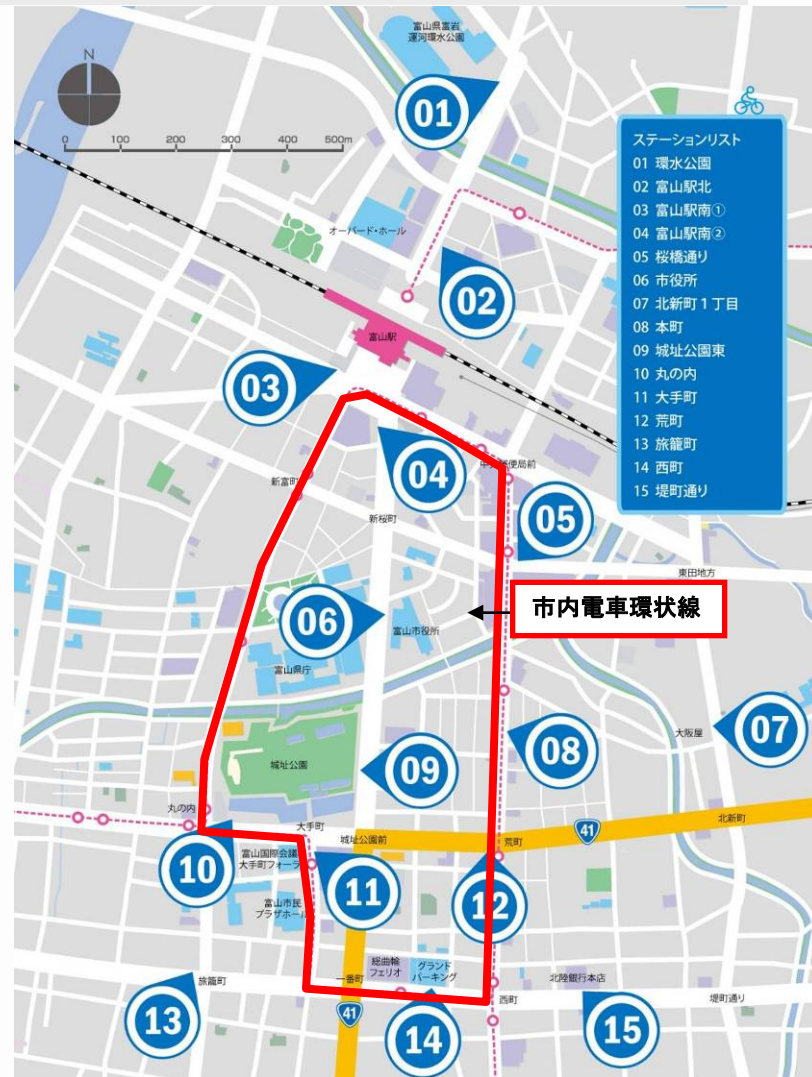 富山県富岩
運河環水公園
N
0 100 200 300 400 500m
01
ステーションリスト
01 環水公園
02 富山駅北
03 富山駅南①
04 富山駅南②
05 桜橋通り
06 市役所
07 北新町1丁目
08 本町
09 城址公園東
10 丸の内
11 大手町
12 荒町
13 旅籠町
14 西町
15 堤町通り
オーバード・ホール
02
富山駅
03
04
新富町
新桜町
05
東田地方
市内電車環状線
06
富山市役所
富山県庁
07
大阪屋
08
城址公園
09
丸の内
大手町
城址公園前
荒町
41
北新町
10
富山国際会議
大手町フォーラ
11
12
富山市民
プラザホール
旅籠町
一番町
総曲輪
フェリオ
グランド
パーキング
北陸銀行本店
西町
堤町通り
13
41
14
15